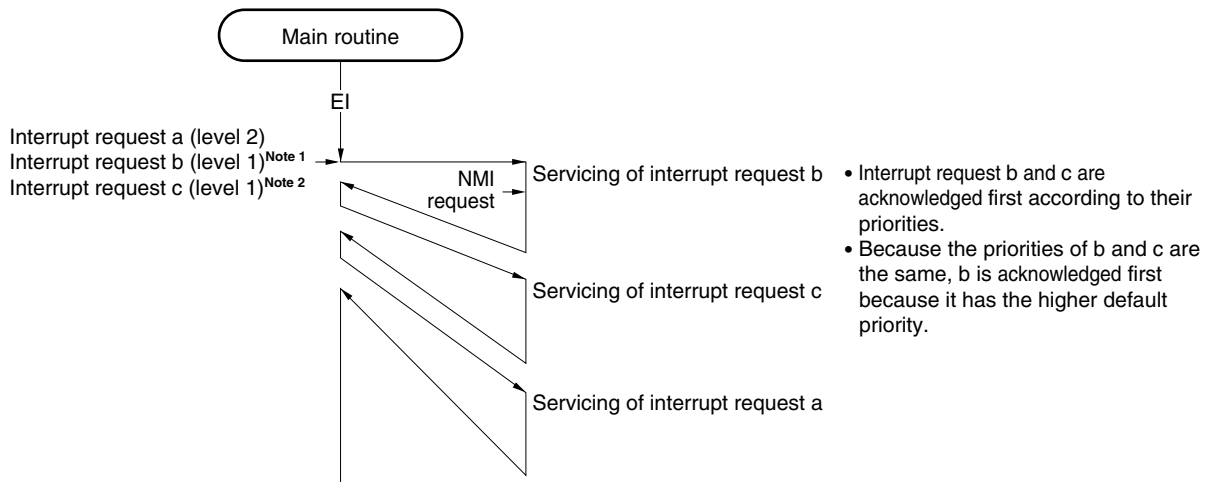 Main routine
EI
Interrupt request a (level 2)
Interrupt request b (level 1)Note 1
Interrupt request c (level 1)Note 2
NMI
request
Servicing of interrupt request b
• Interrupt request b and c are
acknowledged first according to their
priorities.
• Because the priorities of b and c are
the same, b is acknowledged first
because it has the higher default
priority.
Servicing of interrupt request c
Servicing of interrupt request a